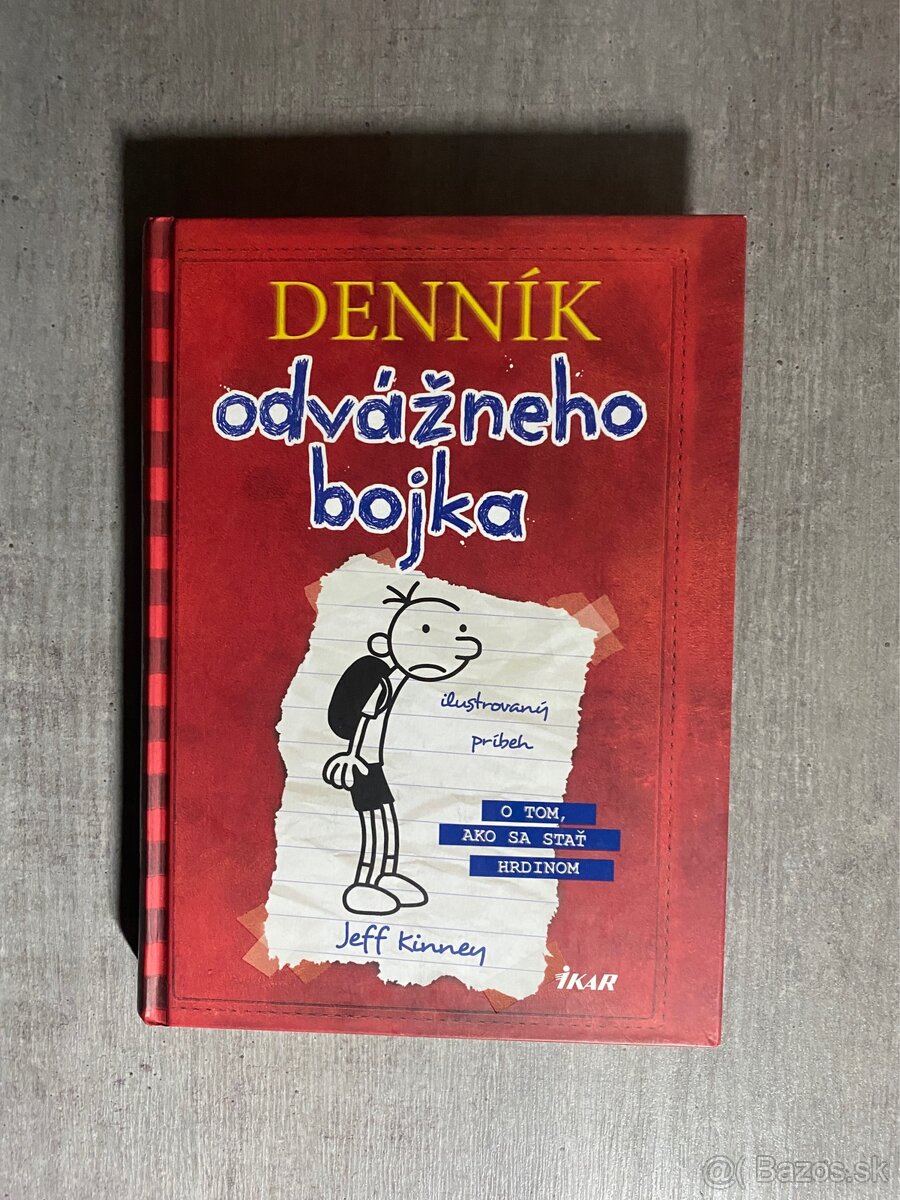 DENNÍK
odvážneho
bojka
ilustrovaný
príbeh
O TOM,
AKO SA STAŤ
HRDINOM
Jeff Kinney
IKAR
@( Bazos.sk